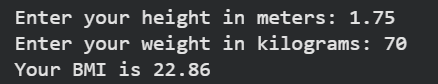 Enter your height in meters: 1.75
Enter your weight in kilograms: 70
Your BMI is 22.86